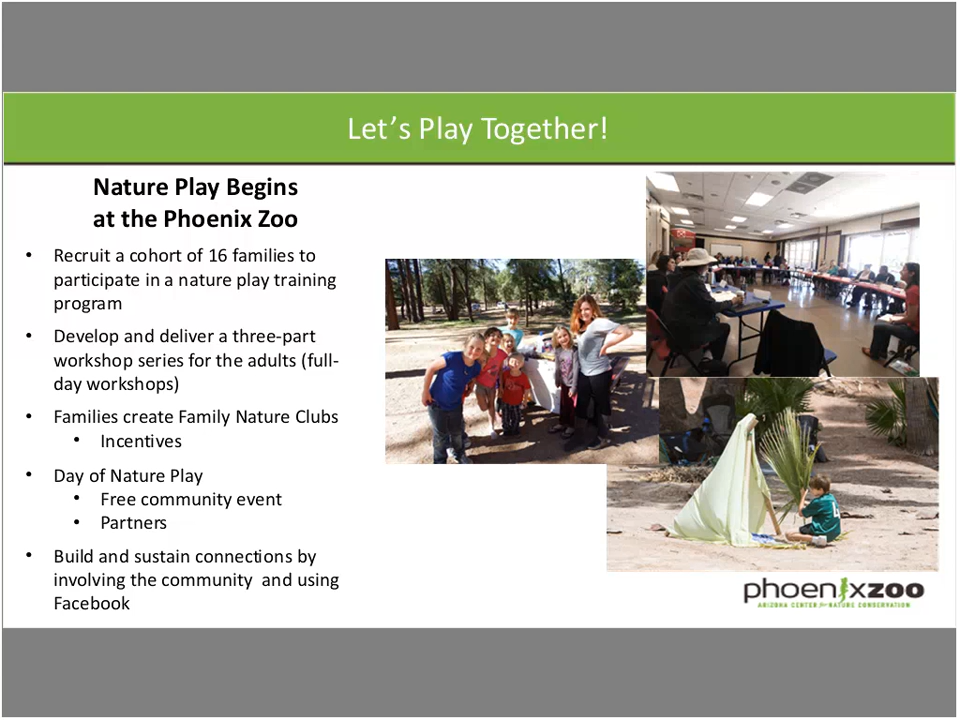 Let's Play Together!
Nature Play Begins
at the Phoenix Zoo
• Recruit a cohort of 16 families to
participate in a nature play training
program
• Develop and deliver a three-part
workshop series for the adults (full-
day workshops)
• Families create Family Nature Clubs
• Incentives
• Day of Nature Play
• Free community event
• Partners
• Build and sustain connections by
involving the community  and using
Facebook
phoenixzoo
ARIZONA CENTER for NATURE CONSERVATION